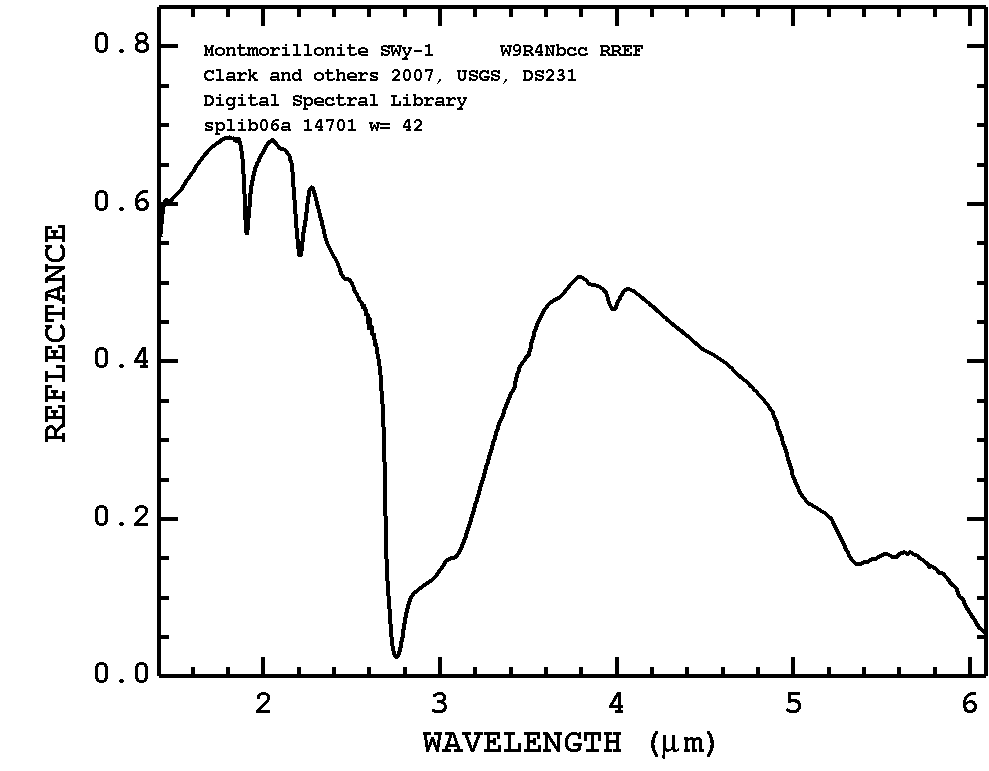 Montmorillonite SWy-1 W9R4Nbcc RREF
Clark and others 2007, USGS, DS231
Digital Spectral Library
splib06a 14701 w= 42
REFLECTANCE
0.8
0.6
0.4
0.2
0.0
2 3 4 5 6
WAVELENGTH (μm)